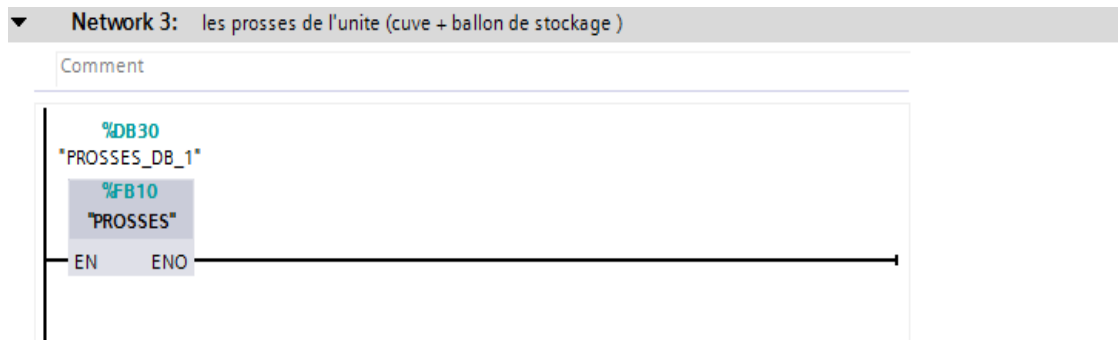 Network 3: les prosses de l'unite (cuve + ballon de stockage )
Comment
%DB30
"PROSSES_DB_1"
%FB10
"PROSSES"
EN ENO